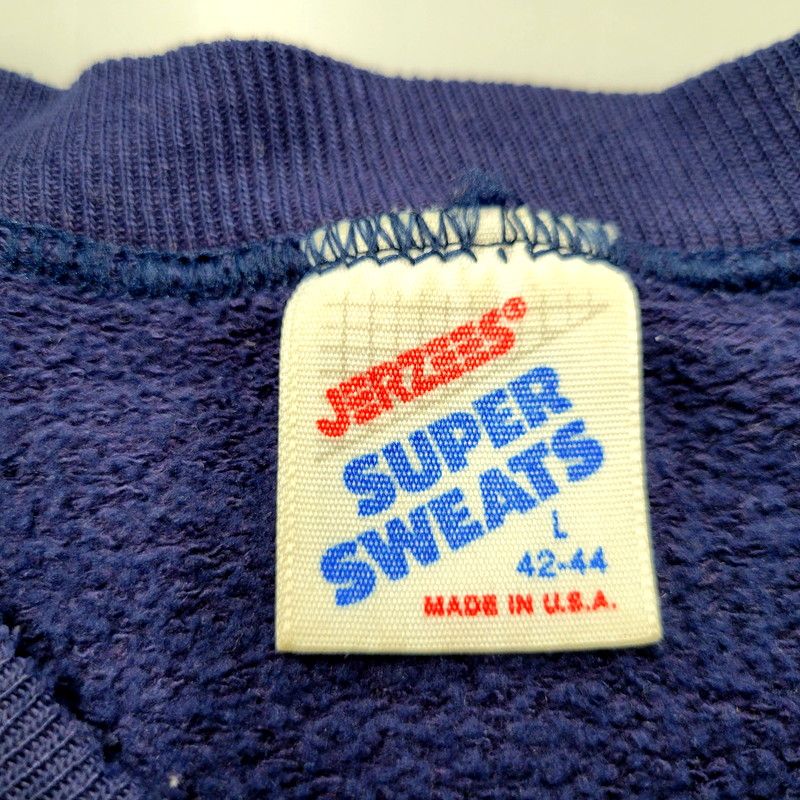 JERZEES®
SUPER
SWEATS
L
42-44
MADE IN U.S.A.